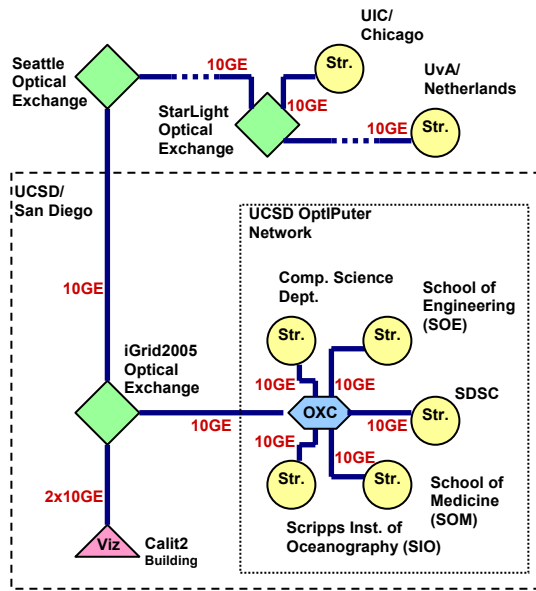 UIC/
Chicago
Str.
UvA/
Netherlands
Str.
Seattle
Optical
Exchange
10GE
10GE
StarLight
Optical
Exchange
10GE
UCSD/
San Diego
UCSD OptIPuter
Network
Comp. Science
Dept.
School of
Engineering
(SOE)
Str.
Str.
10GE
iGrid2005
Optical
Exchange
10GE
10GE
SDSC
OXC
Str.
10GE
10GE
10GE
10GE
Str.
Str.
School of
Medicine
(SOM)
2x10GE
Scripps Inst. of
Oceanography (SIO)
Viz
Calit2
Building